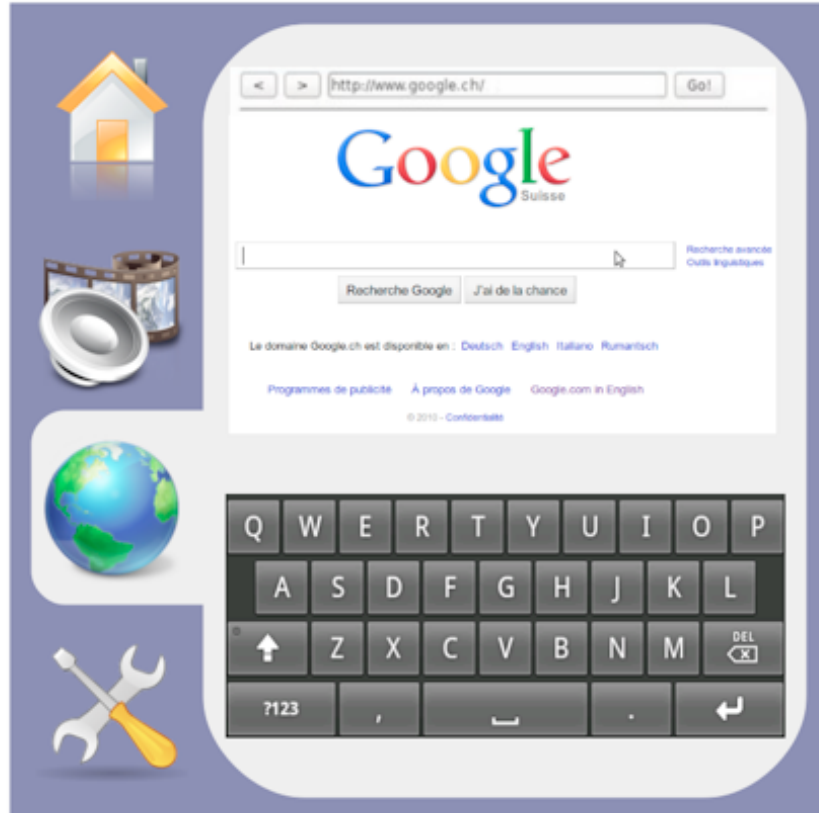 < > http://www.google.ch/ Go!
Google
Suisse
Recherche avancée
Outils linguistiques
Recherche Google J'ai de la chance
Le domaine Google.ch est disponible en : Deutsch English Italiano Rumantsch
Programmes de publicité À propos de Google Google.com in English
© 2010 - Confidentialité
Q W E R T Y U I O P
A S D F G H J K L
Z X C V B N M DEL
?123 , .